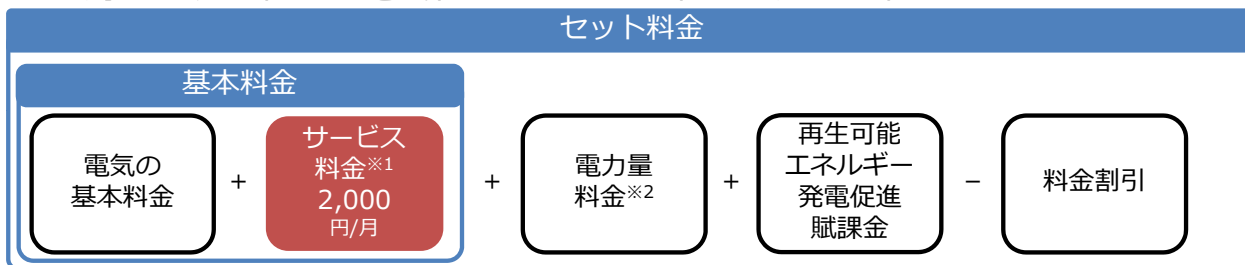 セット料金
基本料金
電気の
基本料金
+
サービス
料金※1
2,000
円/月
+
電力量
料金※2
+
再生可能
エネルギー
発電促進
賦課金
−
料金割引